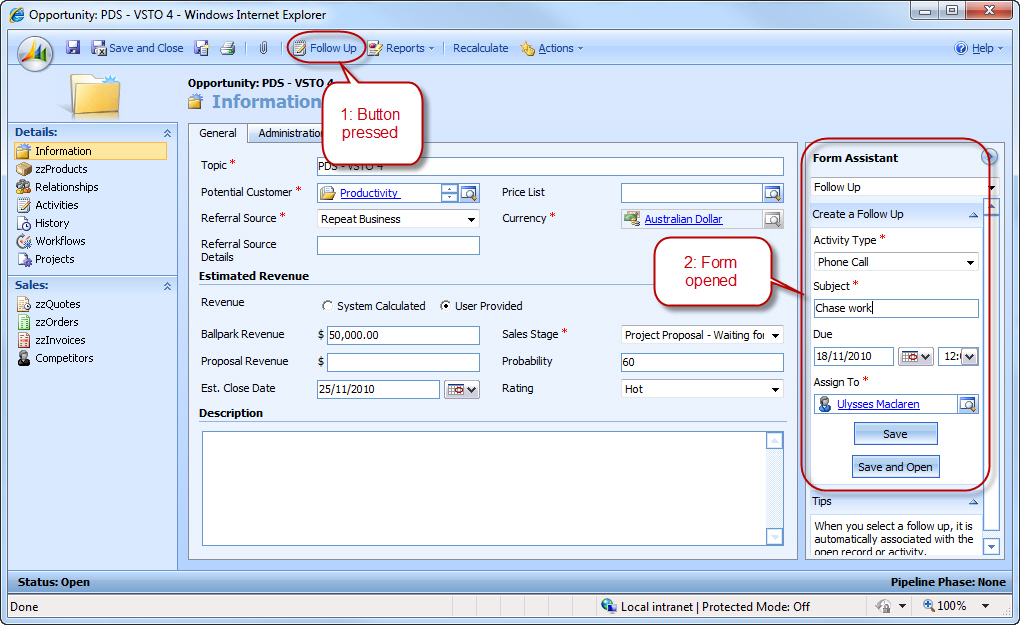 Opportunity: PDS - VSTO 4 - Windows Internet Explorer
Save and Close
Follow Up
Reports
Recalculate
Actions
Help
Opportunity: PDS - VSTO 4
Information
1: Button
pressed
Details:
Information
zzProducts
Relationships
Activities
History
Workflows
Projects
Sales:
zzQuotes
zzOrders
zzInvoices
Competitors
General
Administration
Topic *
PDS - VSTO 4
Potential Customer *
Productivity
Price List
Referral Source *
Repeat Business
Currency *
Australian Dollar
Referral Source
Details
Estimated Revenue
Revenue
System Calculated
User Provided
Ballpark Revenue
$ 50,000.00
Sales Stage *
Project Proposal - Waiting for
Proposal Revenue
$
Probability
60
Est. Close Date
25/11/2010
Rating
Hot
Description
2: Form
opened
Form Assistant
Follow Up
Create a Follow Up
Activity Type *
Phone Call
Subject *
Chase work
Due
18/11/2010
12:
Assign To *
Ulysses Maclaren
Save
Save and Open
Tips
When you select a follow up, it is
automatically associated with the
open record or activity.
Status: Open
Pipeline Phase: None
Done
Local intranet | Protected Mode: Off
100%